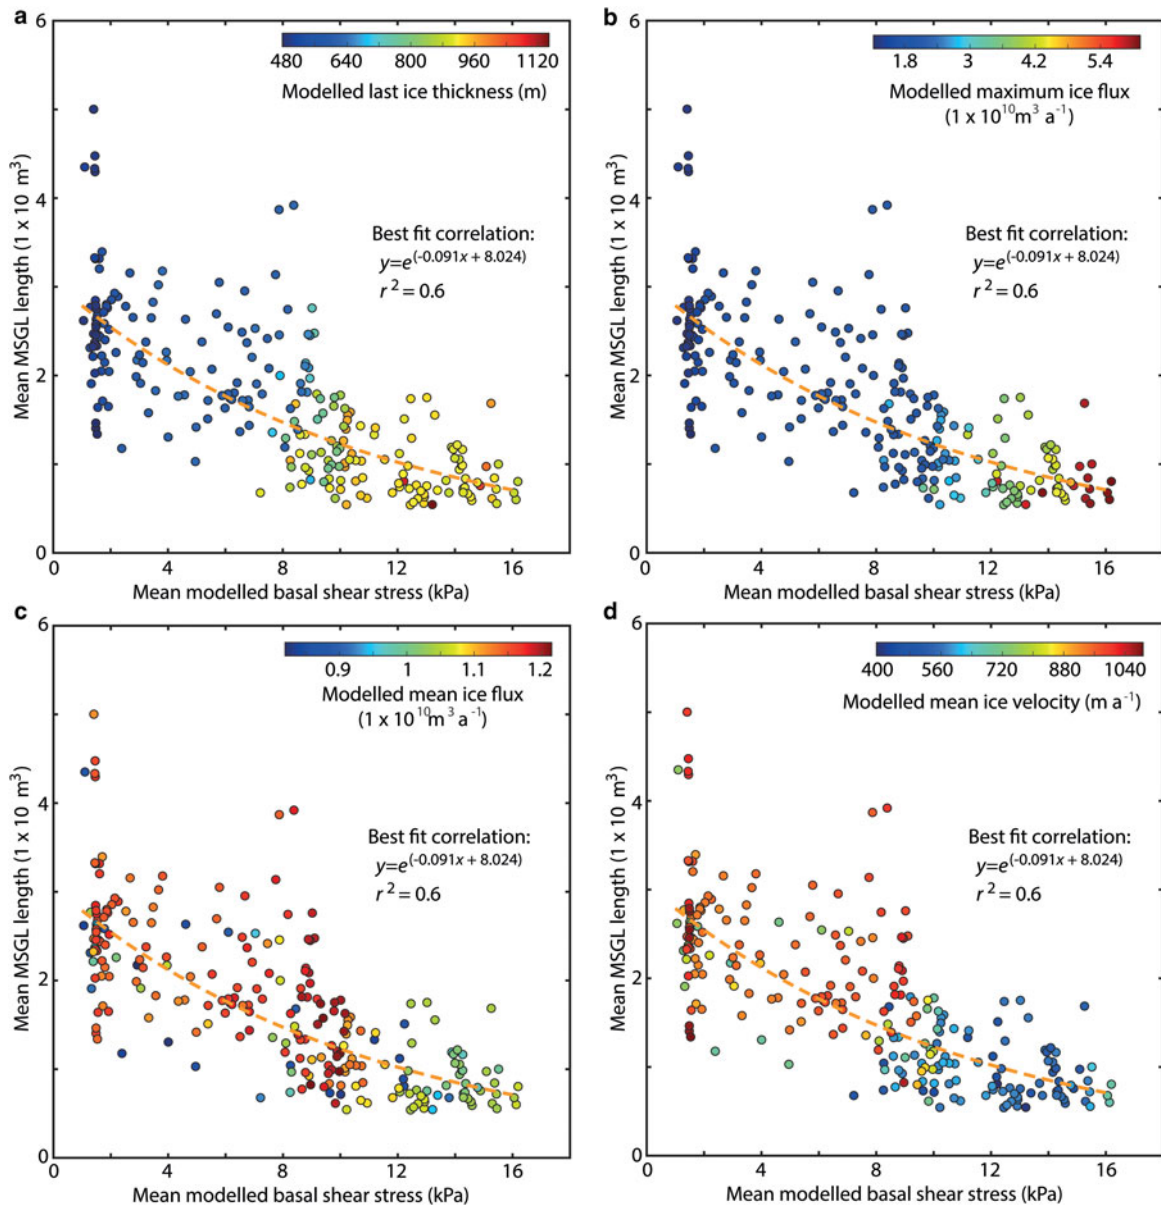 a
480 640 800 960 1120
Modelled last ice thickness (m)
Best fit correlation:
y=e^(-0.091x + 8.024)
r² = 0.6
6
4
2
0
Mean MSGL length (1 x 10 m³)
4 8 12 16
Mean modelled basal shear stress (kPa)
b
1.8 3 4.2 5.4
Modelled maximum ice flux
(1 x 10¹⁰m³ a⁻¹)
Best fit correlation:
y=e^(-0.091x + 8.024)
r² = 0.6
6
4
2
0
Mean MSGL length (1 x 10 m³)
0 4 8 12 16
Mean modelled basal shear stress (kPa)
c
0.9 1 1.1 1.2
Modelled mean ice flux
(1 x 10¹⁰m³ a⁻¹)
Best fit correlation:
y=e^(-0.091x + 8.024)
r² = 0.6
6
4
2
0
Mean MSGL length (1 x 10 m³)
0 4 8 12 16
Mean modelled basal shear stress (kPa)
d
400 560 720 880 1040
Modelled mean ice velocity (m a⁻¹)
Best fit correlation:
y=e^(-0.091x + 8.024)
r² = 0.6
6
4
2
0
Mean MSGL length (1 x 10 m³)
0 4 8 12 16
Mean modelled basal shear stress (kPa)